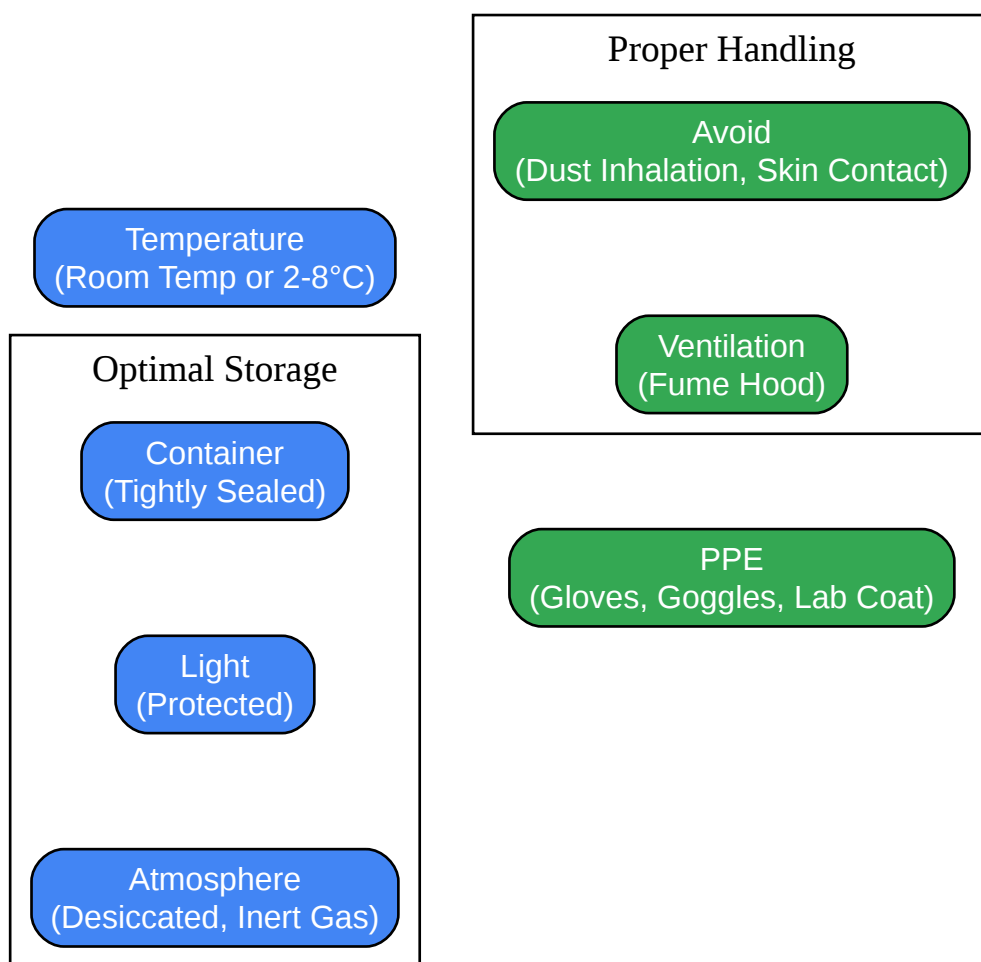 Temperature
(Room Temp or 2-8°C)
Optimal Storage
Container
(Tightly Sealed)
Light
(Protected)
Atmosphere
(Desiccated, Inert Gas)
Proper Handling
Avoid
(Dust Inhalation, Skin Contact)
Ventilation
(Fume Hood)
PPE
(Gloves, Goggles, Lab Coat)